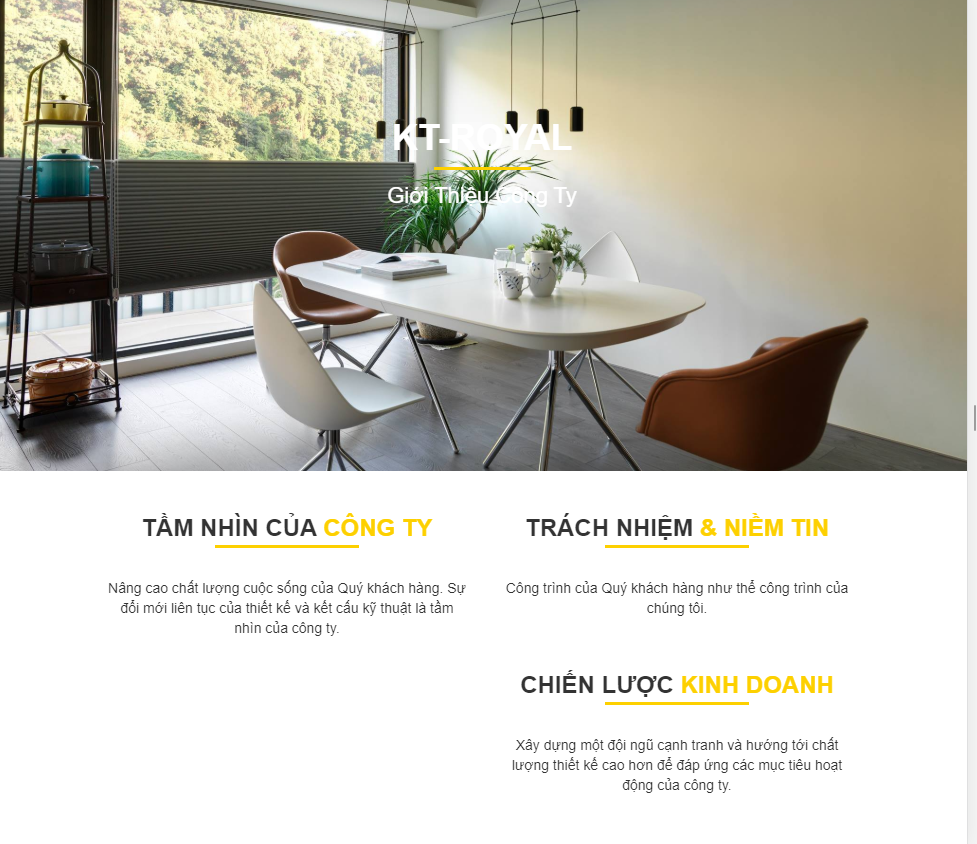 KT-ROYAL
Giới Thiệu Công Ty
TẦM NHÌN CỦA CÔNG TY
Nâng cao chất lượng cuộc sống của Quý khách hàng. Sự
đổi mới liên tục của thiết kế và kết cấu kỹ thuật là tầm
nhìn của công ty.
TRÁCH NHIỆM & NIỀM TIN
Công trình của Quý khách hàng như thể công trình của
chúng tôi.
CHIẾN LƯỢC KINH DOANH
Xây dựng một đội ngũ cạnh tranh và hướng tới chất
lượng thiết kế cao hơn để đáp ứng các mục tiêu hoạt
động của công ty.